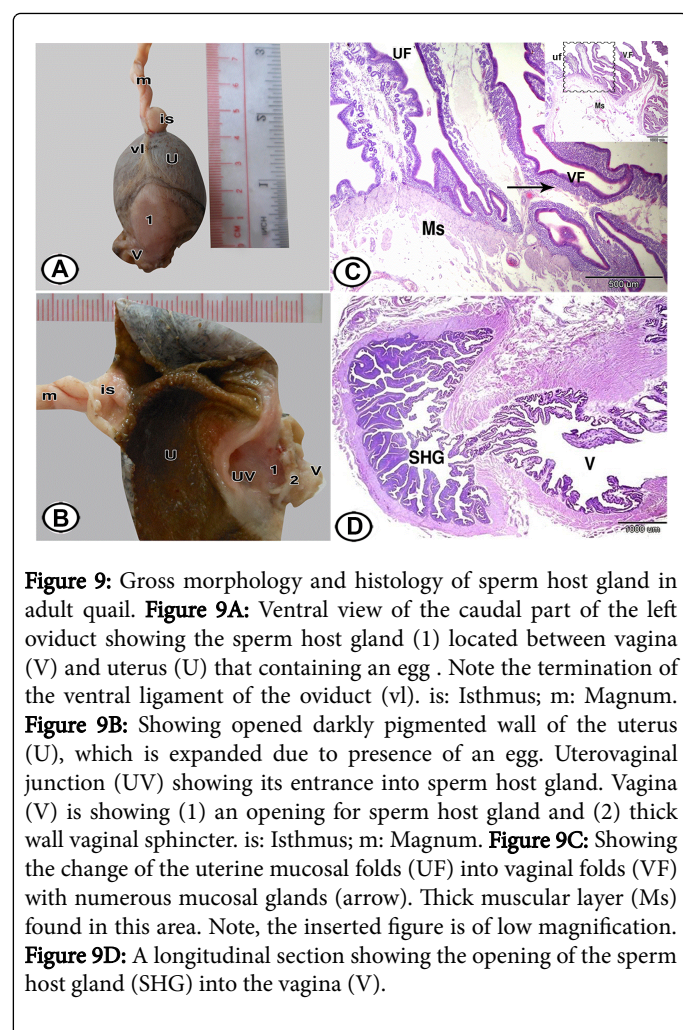 m
is
vl
U
1
V
A
CM
INCH
m
is
U
UV
1
2
V
B
UF
uf
VF
Ms
VF
Ms
500 um
C
SHG
V
1000 um
D
Figure 9: Gross morphology and histology of sperm host gland in
adult quail. Figure 9A: Ventral view of the caudal part of the left
oviduct showing the sperm host gland (1) located between vagina
(V) and uterus (U) that containing an egg . Note the termination of
the ventral ligament of the oviduct (vl). is: Isthmus; m: Magnum.
Figure 9B: Showing opened darkly pigmented wall of the uterus
(U), which is expanded due to presence of an egg. Uterovaginal
junction (UV) showing its entrance into sperm host gland. Vagina
(V) is showing (1) an opening for sperm host gland and (2) thick
wall vaginal sphincter. is: Isthmus; m: Magnum. Figure 9C: Showing
the change of the uterine mucosal folds (UF) into vaginal folds (VF)
with numerous mucosal glands (arrow). Thick muscular layer (Ms)
found in this area. Note, the inserted figure is of low magnification.
Figure 9D: A longitudinal section showing the opening of the sperm
host gland (SHG) into the vagina (V).